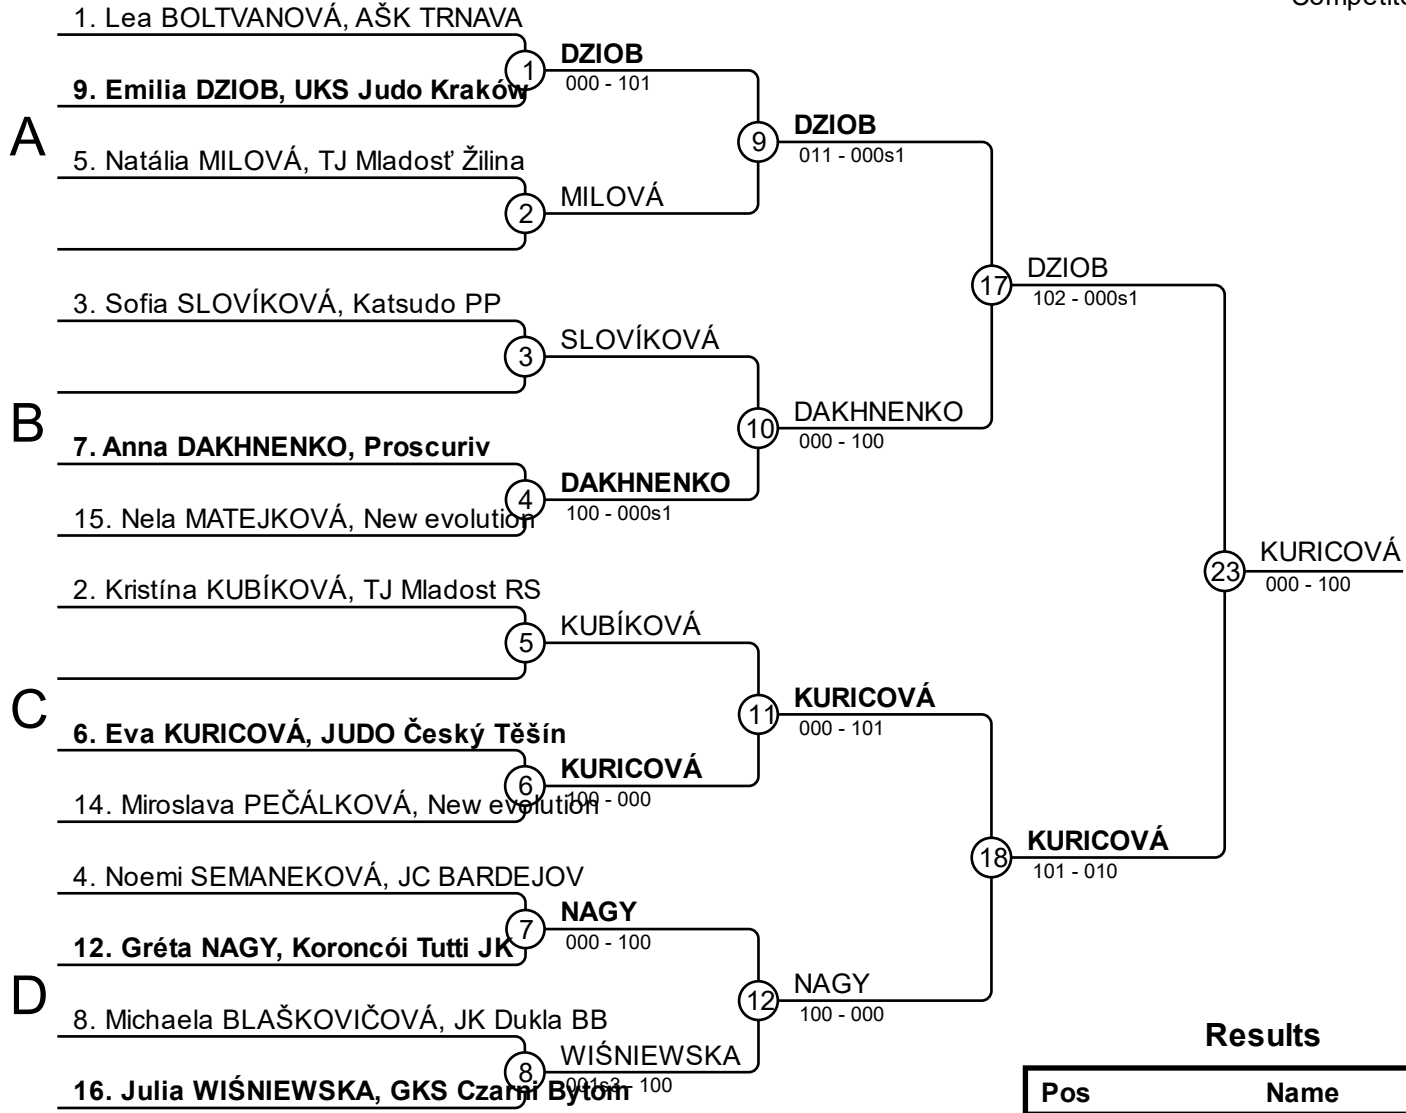 1. Lea BOLTVANOVÁ, AŠK TRNAVA
9. Emilia DZIOB, UKS Judo Kraków
1
DZIOB
000 - 101
A
5. Natália MILOVÁ, TJ Mladosť Žilina
2
MILOVÁ
9
DZIOB
011 - 000s1
3. Sofia SLOVÍKOVÁ, Katsudo PP
3
SLOVÍKOVÁ
17
DZIOB
102 - 000s1
B
7. Anna DAKHNENKO, Proscuriv
15. Nela MATEJKOVÁ, New evolution
4
DAKHNENKO
100 - 000s1
10
DAKHNENKO
000 - 100
2. Kristína KUBÍKOVÁ, TJ Mladost RS
5
KUBÍKOVÁ
23
KURICOVÁ
000 - 100
C
6. Eva KURICOVÁ, JUDO Český Těšín
14. Miroslava PEČÁLKOVÁ, New evolution
6
KURICOVÁ
100 - 000
11
KURICOVÁ
000 - 101
4. Noemi SEMANEKOVÁ, JC BARDEJOV
12. Gréta NAGY, Koroncói Tutti JK
7
NAGY
000 - 100
18
KURICOVÁ
101 - 010
D
8. Michaela BLAŠKOVIČOVÁ, JK Dukla BB
16. Julia WIŚNIEWSKA, GKS Czarni Bytom
8
WIŚNIEWSKA
001s3 - 100
12
NAGY
100 - 000
Results
Pos Name